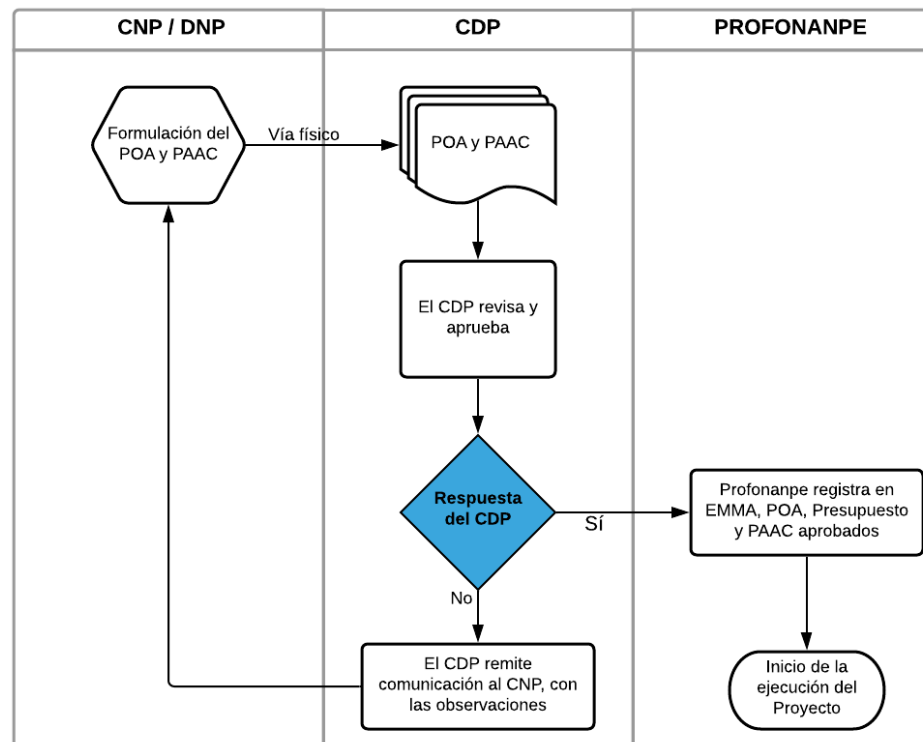 CNP / DNP
CDP
PROFONANPE
Formulación del
POA y PAAC
Vía físico
POA y PAAC
El CDP revisa y
aprueba
Respuesta
del CDP
Sí
No
Profonanpe registra en
EMMA, POA, Presupuesto
y PAAC aprobados
El CDP remite
comunicación al CNP, con
las observaciones
Inicio de la
ejecución del
Proyecto